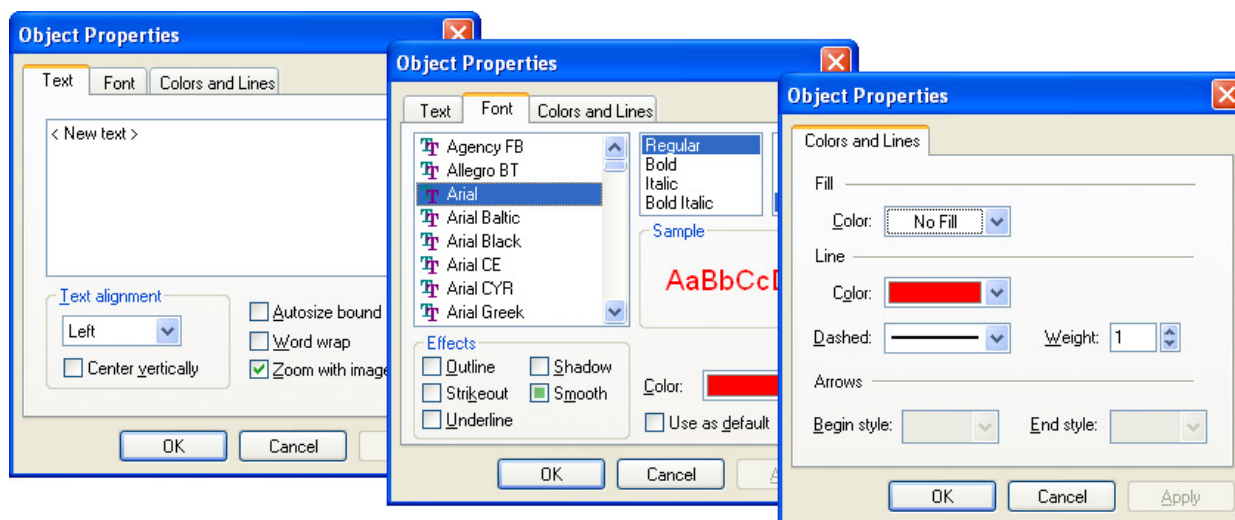 Object Properties
Text Font Colors and Lines
< New text >
Text alignment
Left
Center vertically
Autosize bound
Word wrap
Zoom with image
OK Cancel
Object Properties
Text Font Colors and Lines
Agency FB
Allegro BT
Arial
Arial Baltic
Arial Black
Arial CE
Arial CYR
Arial Greek
Regular
Bold
Italic
Bold Italic
Sample
AaBbCc
Effects
Outline Shadow
Strikeout Smooth
Underline
Color:
Use as default
OK Cancel
Object Properties
Colors and Lines
Fill
Color: No Fill
Line
Color:
Dashed: Weight: 1
Arrows
Begin style: End style:
OK Cancel Apply